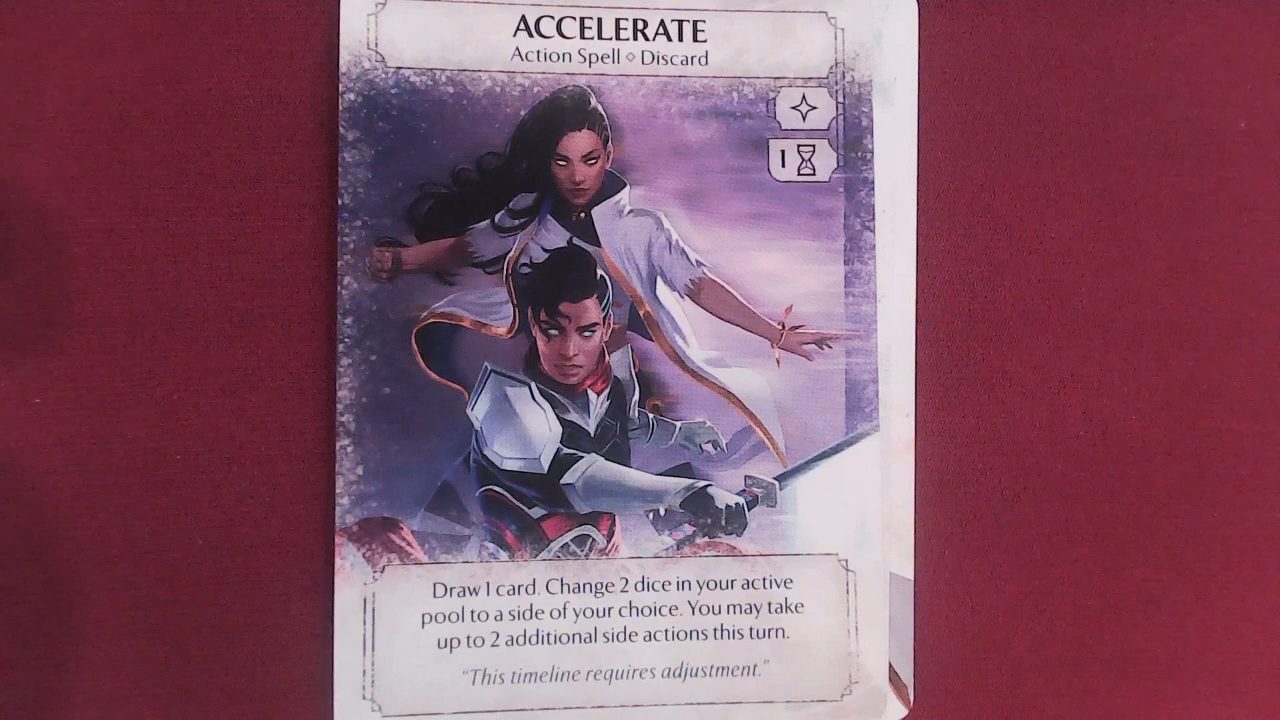 ACCELERATE
Action Spell ⋄ Discard
1
Draw 1 card. Change 2 dice in your active
pool to a side of your choice. You may take
up to 2 additional side actions this turn.
"This timeline requires adjustment."